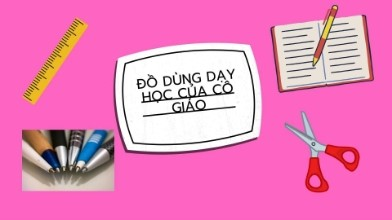 ĐỒ DÙNG DẠY
HỌC CỦA CÔ
GIÁO